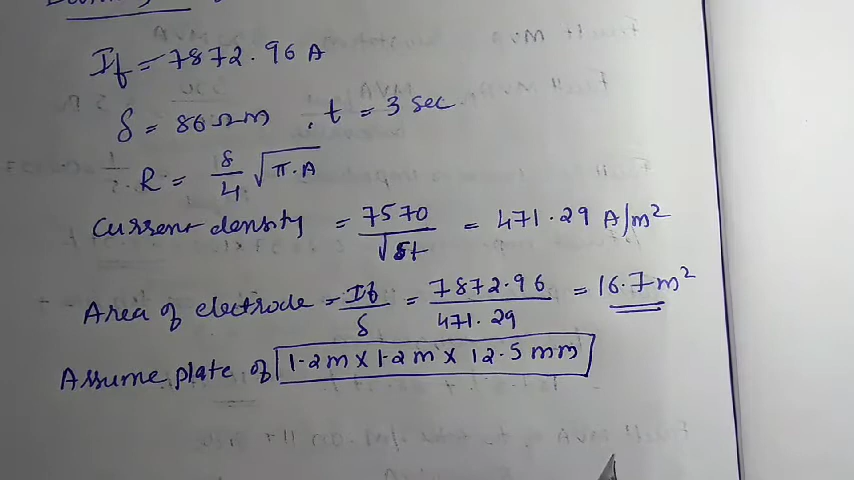 If = 7872.96 A
δ = 86 Ωm , t = 3 sec.
R = δ/4 √π.A
Current density = 7570/√δt = 471.29 A/m²
Area of electrode = If/δ = 7872.96/471.29 = 16.7 m²
Assume plate of 1.2m x 1.2m x 12.5 mm